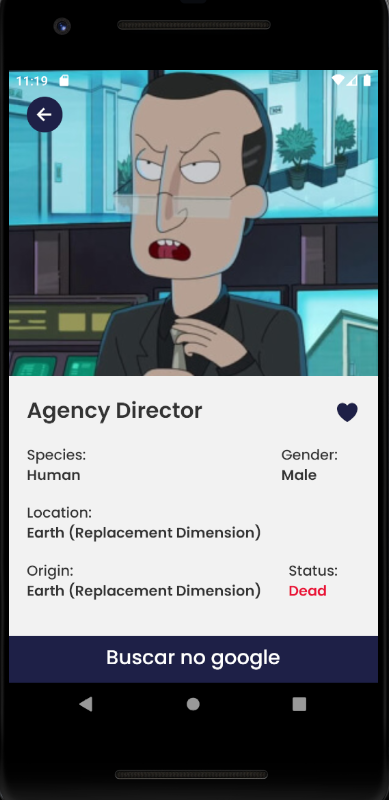 11:19
Agency Director
Species: Gender:
Human Male
Location:
Earth (Replacement Dimension)
Origin: Status:
Earth (Replacement Dimension) Dead
Buscar no google